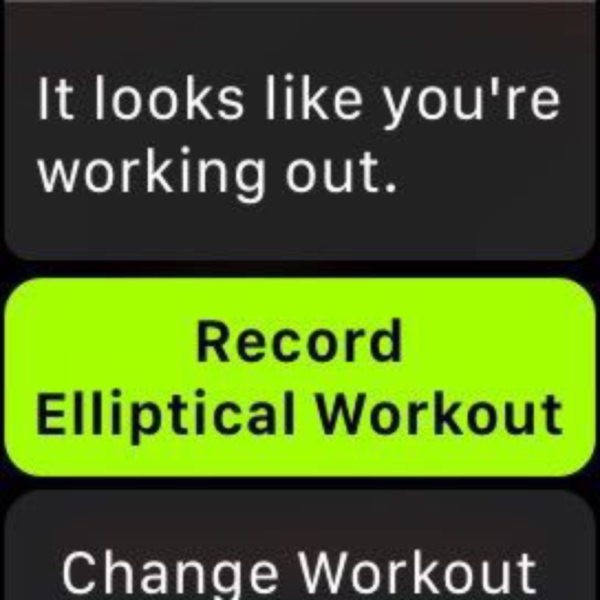 It looks like you're
working out.
Record
Elliptical Workout
Change Workout